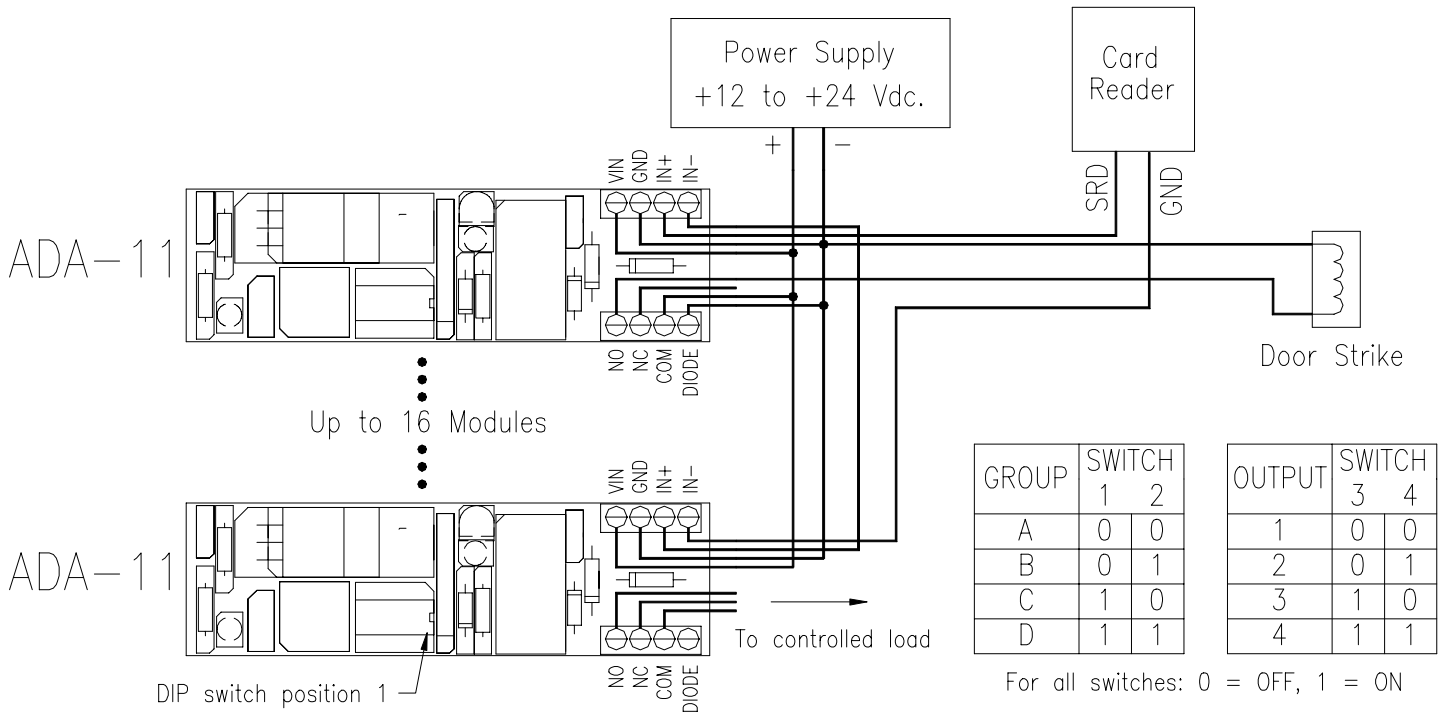 Power Supply
+12 to +24 Vdc.
+ −
Card
Reader
SRD GND
VIN GND IN+ IN−
ADA−11
NO NC COM DIODE
Door Strike
Up to 16 Modules
VIN GND IN+ IN−
ADA−11
NO NC COM DIODE
To controlled load
DIP switch position 1
GROUP SWITCH
1 2
A 0 0
B 0 1
C 1 0
D 1 1
OUTPUT SWITCH
3 4
1 0 0
2 0 1
3 1 0
4 1 1
For all switches: 0 = OFF, 1 = ON